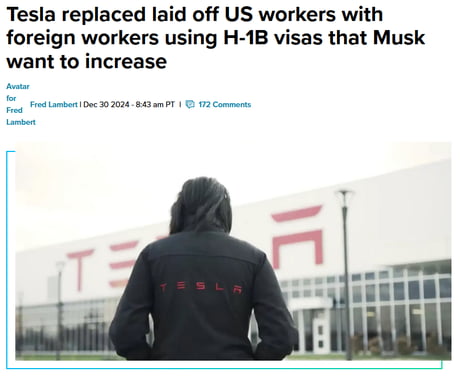 Tesla replaced laid off US workers with
foreign workers using H-1B visas that Musk
want to increase
Avatar
for
Fred
Lambert
Fred Lambert | Dec 30 2024 - 8:43 am PT | 172 Comments
TESLA
TESLA